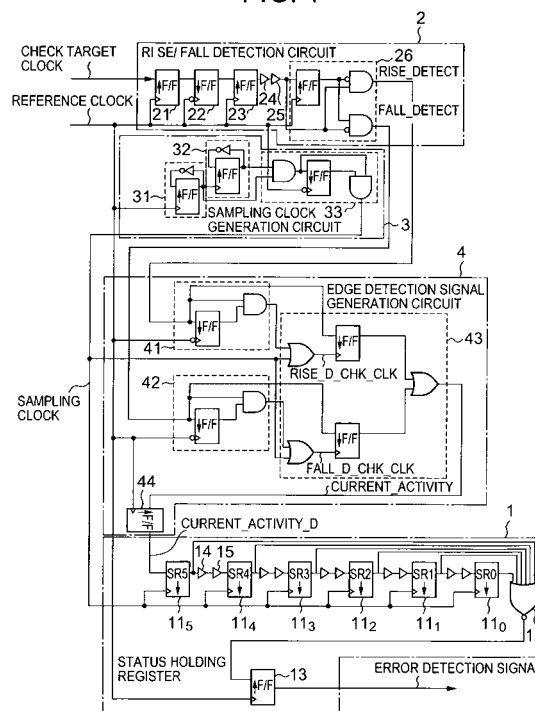 2
CHECK TARGET CLOCK
RI SE/FALL DETECTION CIRCUIT
26
RISE_DETECT
↑F/F
↑F/F
↑F/F
↑F/F
REFERENCE CLOCK
21
22
23
24
25
FALL_DETECT
32
31
↑F/F
↑F/F
↑F/F
33
SAMPLING CLOCK GENERATION CIRCUIT
3
4
EDGE DETECTION SIGNAL GENERATION CIRCUIT
↓F/F
↓F/F
43
41
RISE_D_CHK_CLK
42
SAMPLING CLOCK
↓F/F
↓F/F
FALL_D_CHK_CLK
44
CURRENT_ACTIVITY
F/F
CURRENT_ACTIVITY_D
1
14
15
SR5
SR4
SR3
SR2
SR1
SR0
11₅
11₄
11₃
11₂
11₁
11₀
STATUS HOLDING REGISTER
13
↑F/F
ERROR DETECTION SIGNAL